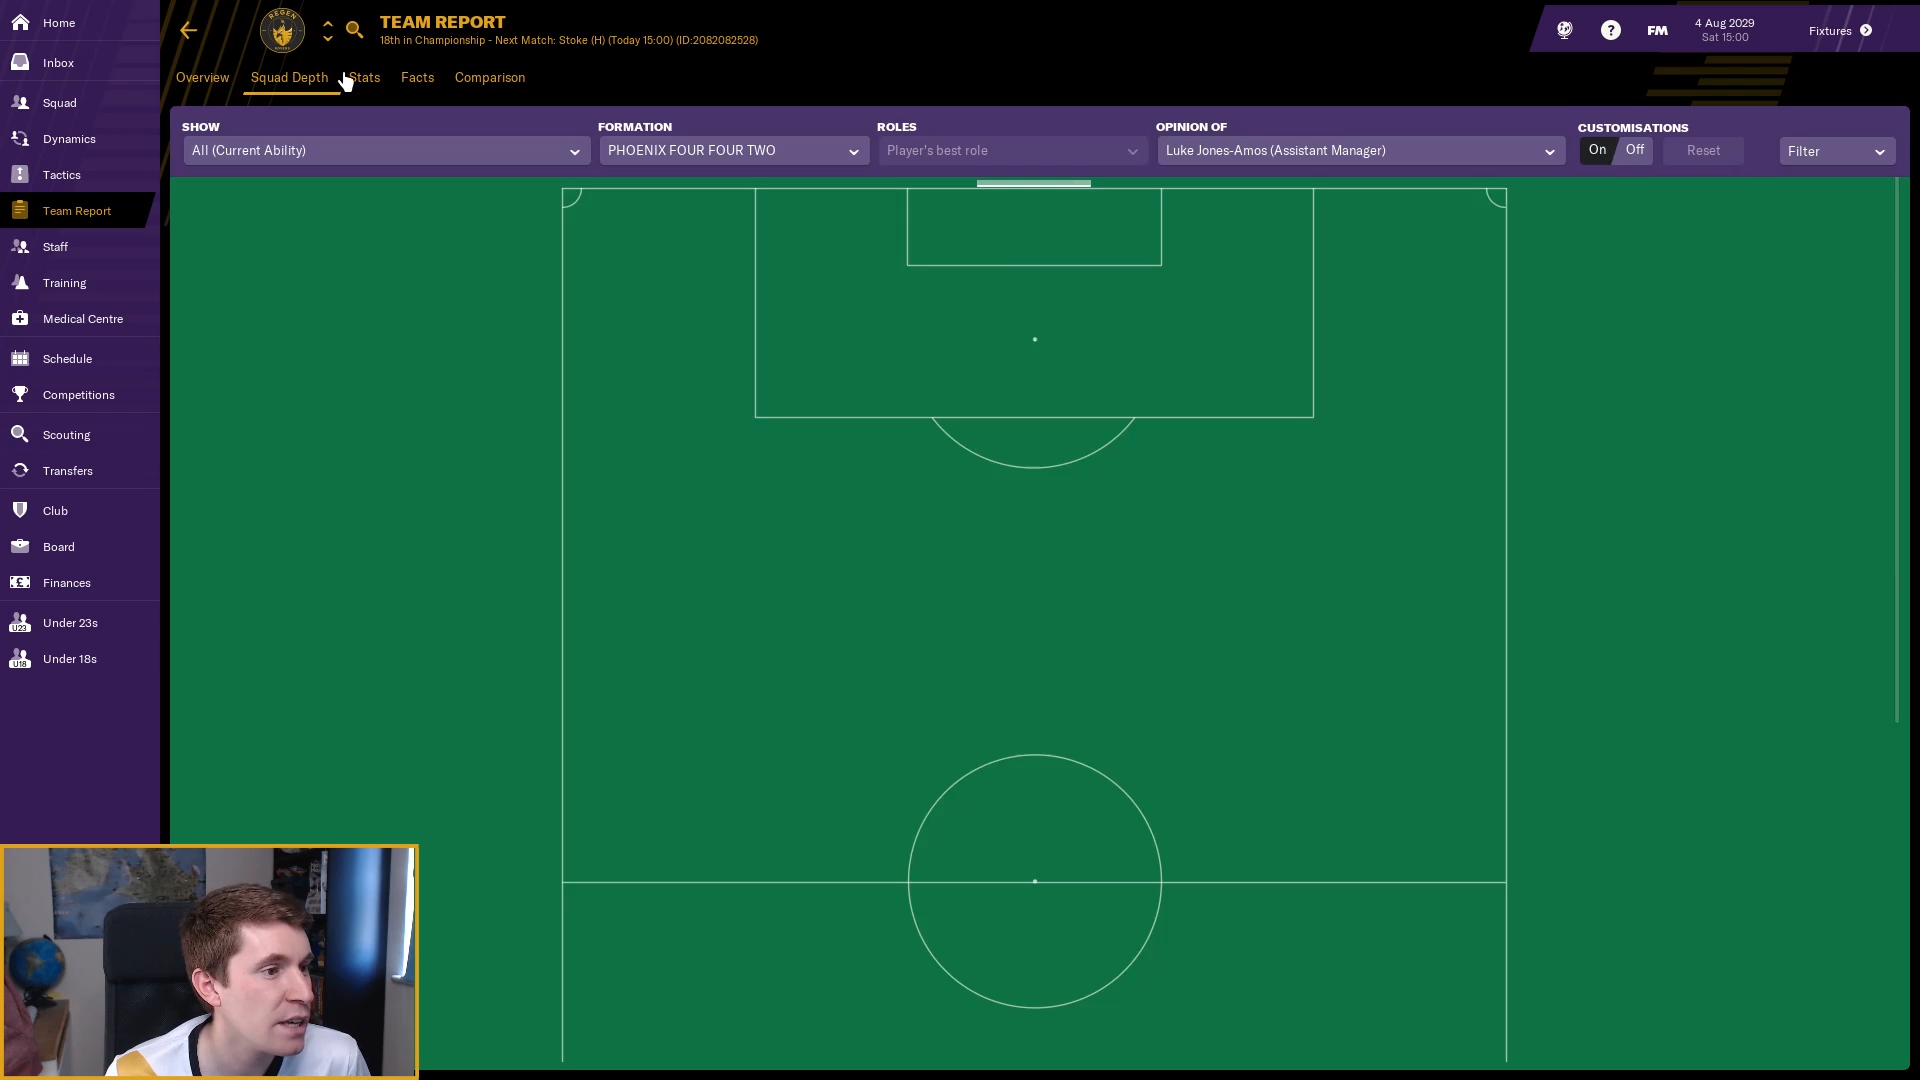 Home
Inbox
Squad
Dynamics
Tactics
Team Report
Staff
Training
Medical Centre
Schedule
Competitions
Scouting
Transfers
Club
Board
Finances
U23
Under 23s
U18
Under 18s
REGEN
TEAM REPORT
18th in Championship - Next Match: Stoke (H) (Today 15:00) (ID:2082082528)
FM
4 Aug 2029
Sat 15:00
Fixtures
Overview
Squad Depth
Stats
Facts
Comparison
SHOW
All (Current Ability)
FORMATION
PHOENIX FOUR FOUR TWO
ROLES
Player's best role
OPINION OF
Luke Jones-Amos (Assistant Manager)
CUSTOMISATIONS
On Off
Reset
Filter